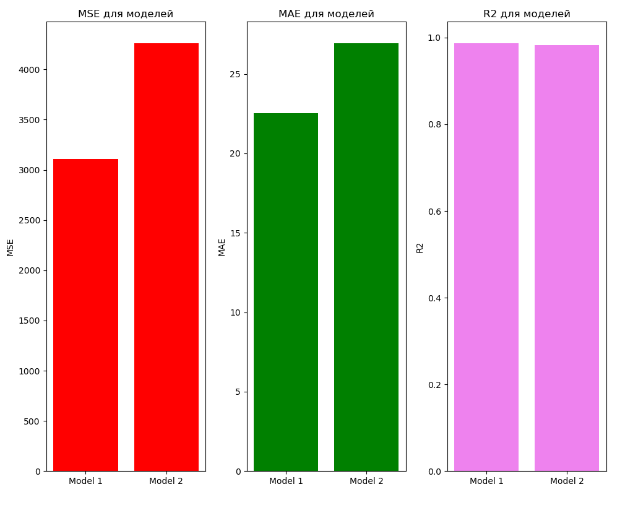 MSE для моделей
MSE
4000
3500
3000
2500
2000
1500
1000
500
0
Model 1 Model 2
MAE для моделей
MAE
25
20
15
10
5
0
Model 1 Model 2
R2 для моделей
R2
1.0
0.8
0.6
0.4
0.2
0.0
Model 1 Model 2